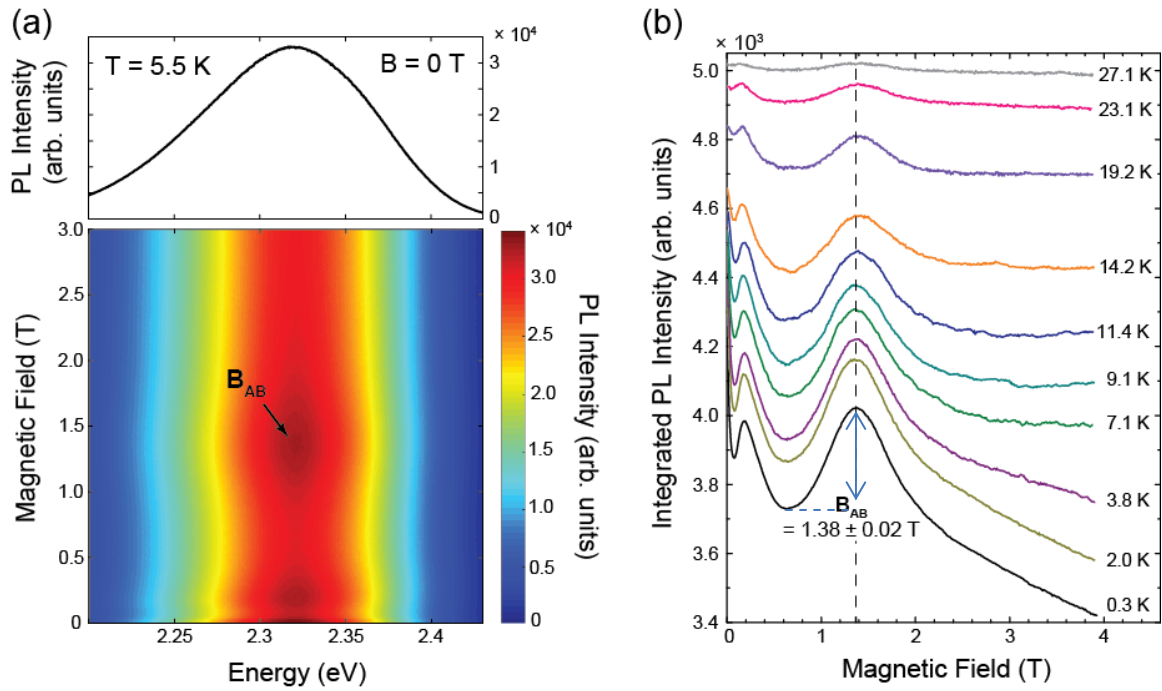 (a)
T = 5.5 K
B = 0 T
× 10⁴
3
2
1
0
PL Intensity
(arb. units)
3.0
2.5
2.0
1.5
1.0
0.5
0
Magnetic Field (T)
B_AB
2.25
2.3
2.35
2.4
Energy (eV)
× 10⁴
3.0
2.5
2.0
1.5
1.0
0.5
0
PL Intensity (arb. units)
(b)
× 10³
5.0
4.8
4.6
4.4
4.2
4.0
3.8
3.6
3.4
Integrated PL Intensity (arb. units)
27.1 K
23.1 K
19.2 K
14.2 K
11.4 K
9.1 K
7.1 K
3.8 K
2.0 K
0.3 K
B_AB
= 1.38 ± 0.02 T
0
1
2
3
4
Magnetic Field (T)